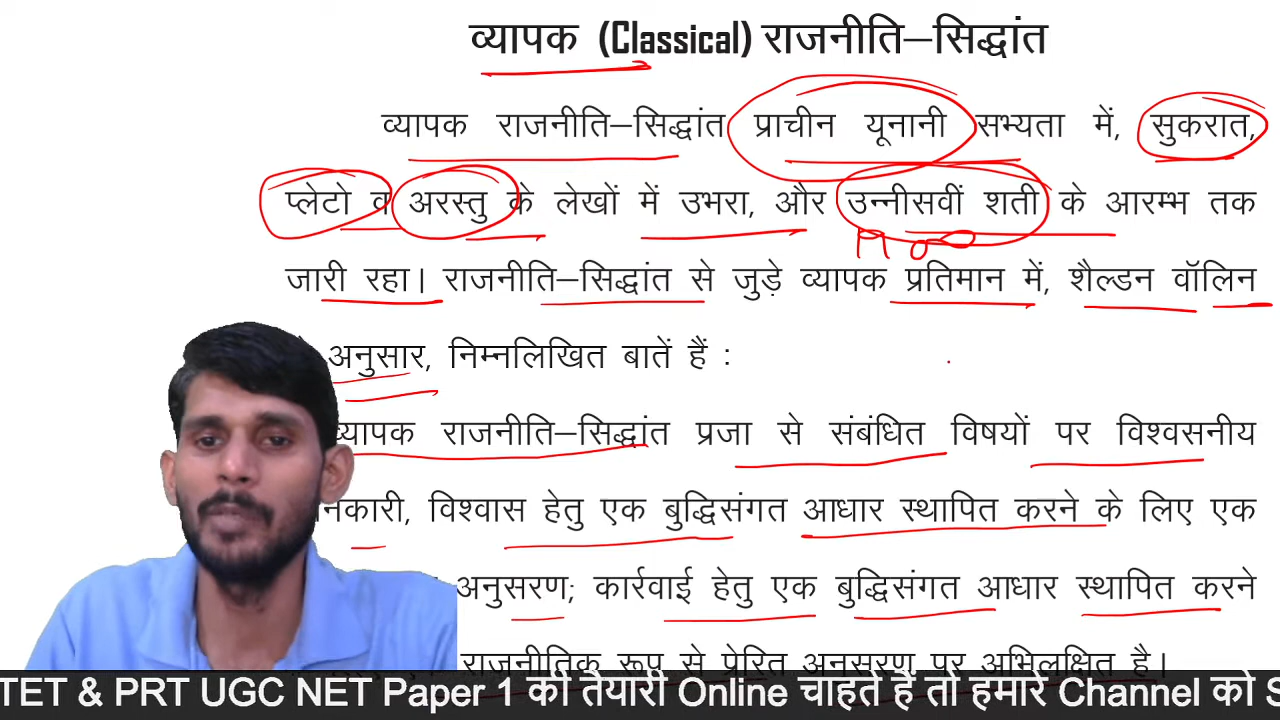 व्यापक (Classical) राजनीति–सिद्धांत
व्यापक राजनीति–सिद्धांत प्राचीन यूनानी सभ्यता में, सुकरात,
प्लेटो व अरस्तु के लेखों में उभरा, और उन्नीसवीं शती के आरम्भ तक
जारी रहा। राजनीति–सिद्धांत से जुड़े व्यापक प्रतिमान में, शैल्डन वॉलिन
अनुसार, निम्नलिखित बातें हैं :
व्यापक राजनीति–सिद्धांत प्रजा से संबंधित विषयों पर विश्वसनीय
विश्वास हेतु एक बुद्धिसंगत आधार स्थापित करने के लिए एक
अनुसरण; कार्रवाई हेतु एक बुद्धिसंगत आधार स्थापित करने
राजनीतिक रूप से प्रेरित अनुसरण पर अभिलक्षित है।
TET & PRT UGC NET Paper 1 की तैयारी Online चाहते हैं तो हमारे Channel को